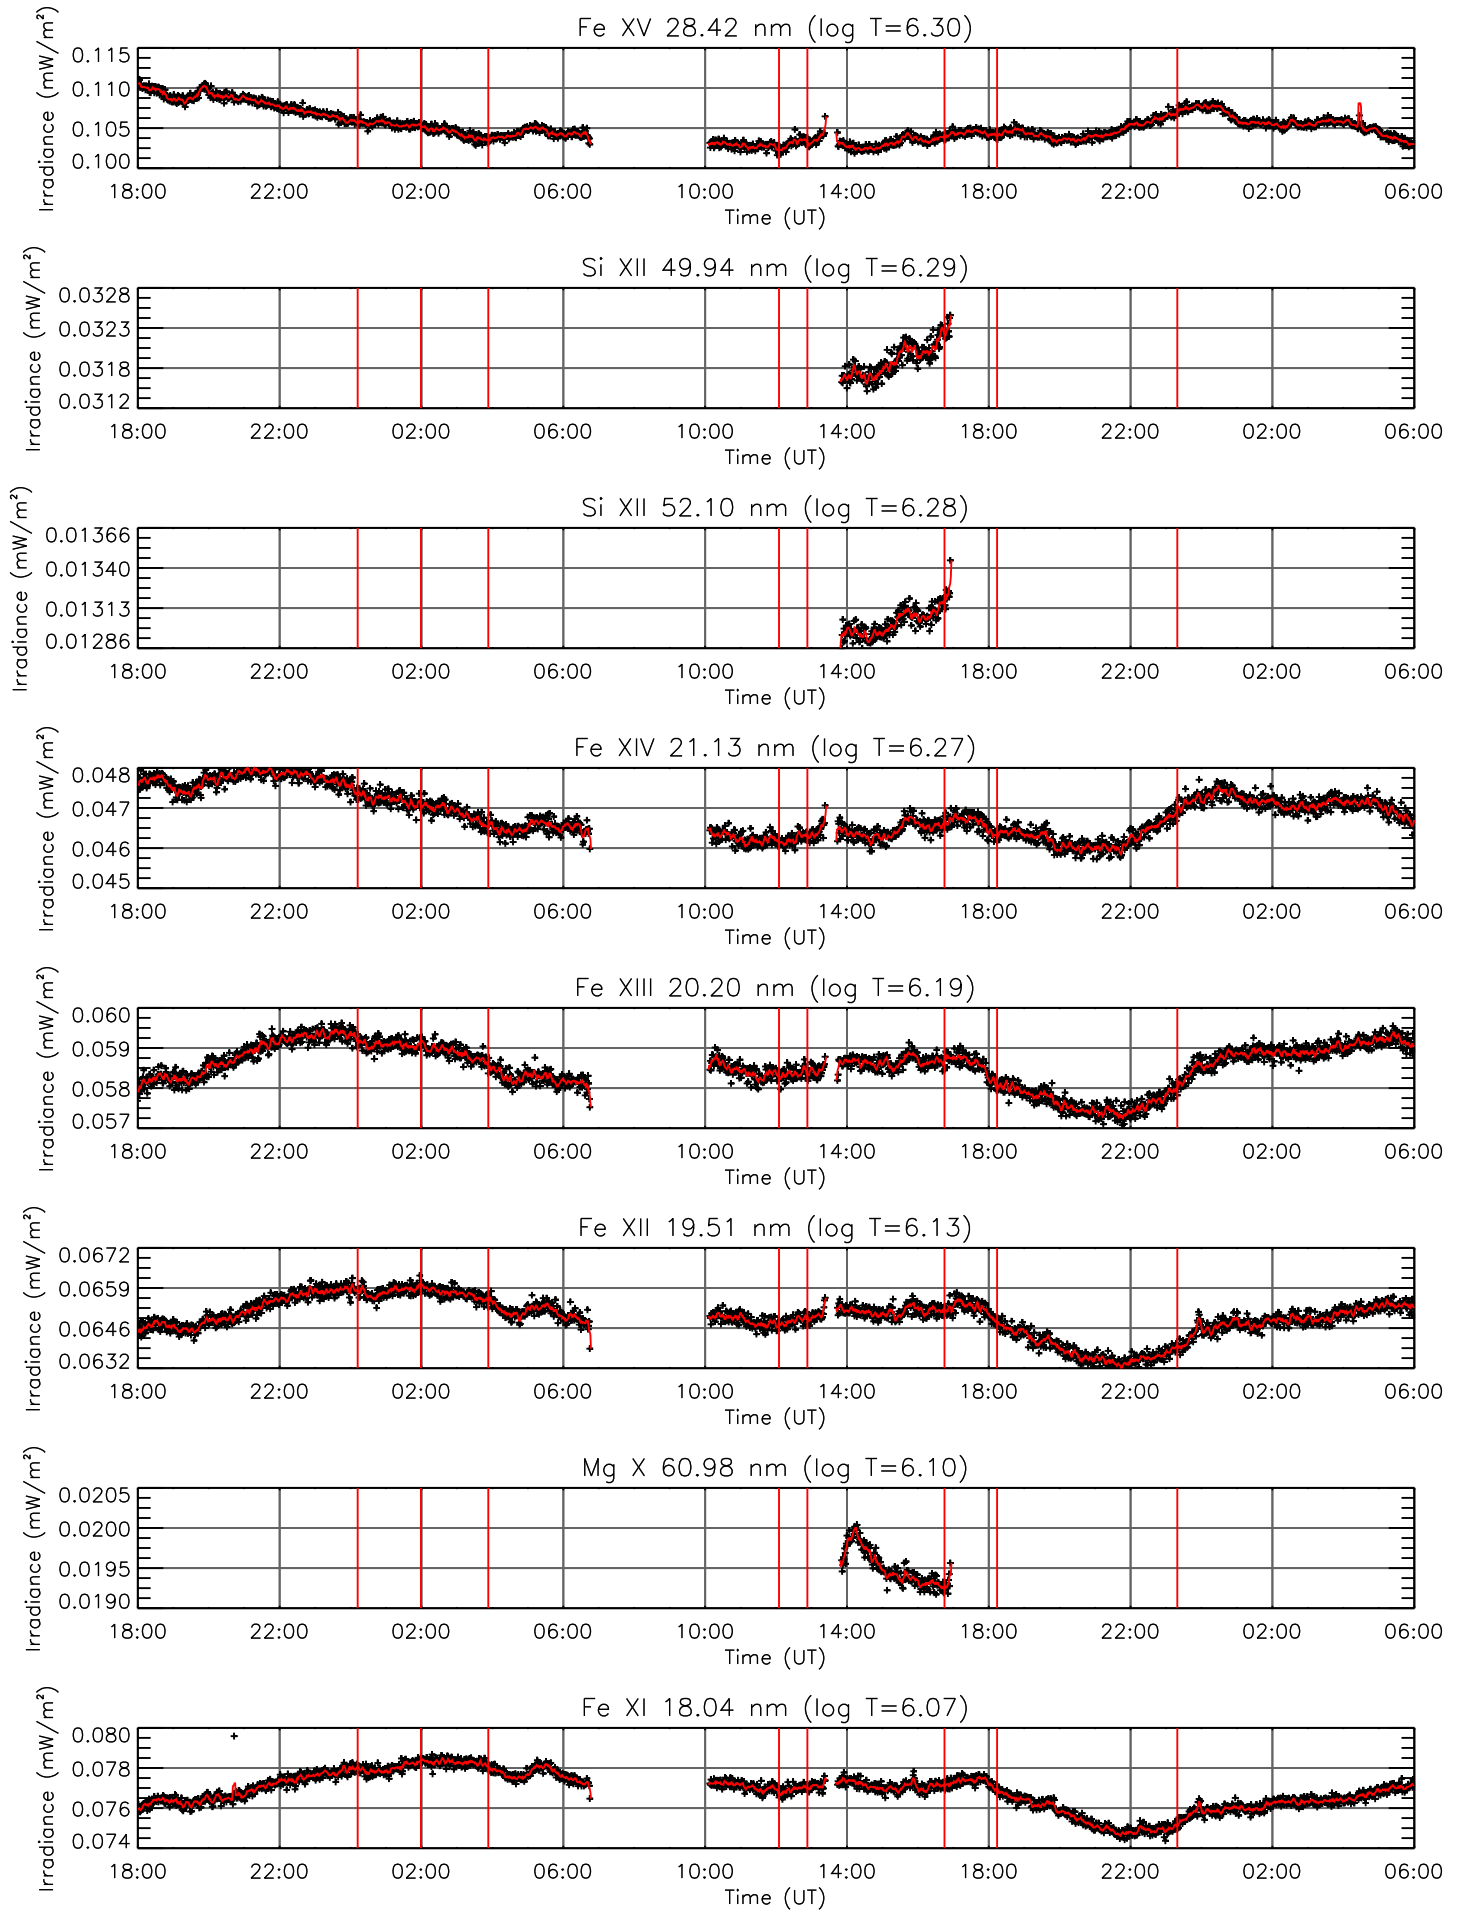 Fe XV 28.42 nm (log T=6.30)
Irradiance (mW/m²)
0.115
0.110
0.105
0.100
18:00 22:00 02:00 06:00 10:00 14:00 18:00 22:00 02:00 06:00
Time (UT)
Si XII 49.94 nm (log T=6.29)
Irradiance (mW/m²)
0.0328
0.0323
0.0318
0.0312
18:00 22:00 02:00 06:00 10:00 14:00 18:00 22:00 02:00 06:00
Time (UT)
Si XII 52.10 nm (log T=6.28)
Irradiance (mW/m²)
0.01366
0.01340
0.01313
0.01286
18:00 22:00 02:00 06:00 10:00 14:00 18:00 22:00 02:00 06:00
Time (UT)
Fe XIV 21.13 nm (log T=6.27)
Irradiance (mW/m²)
0.048
0.047
0.046
0.045
18:00 22:00 02:00 06:00 10:00 14:00 18:00 22:00 02:00 06:00
Time (UT)
Fe XIII 20.20 nm (log T=6.19)
Irradiance (mW/m²)
0.060
0.059
0.058
0.057
18:00 22:00 02:00 06:00 10:00 14:00 18:00 22:00 02:00 06:00
Time (UT)
Fe XII 19.51 nm (log T=6.13)
Irradiance (mW/m²)
0.0672
0.0659
0.0646
0.0632
18:00 22:00 02:00 06:00 10:00 14:00 18:00 22:00 02:00 06:00
Time (UT)
Mg X 60.98 nm (log T=6.10)
Irradiance (mW/m²)
0.0205
0.0200
0.0195
0.0190
18:00 22:00 02:00 06:00 10:00 14:00 18:00 22:00 02:00 06:00
Time (UT)
Fe XI 18.04 nm (log T=6.07)
Irradiance (mW/m²)
0.080
0.078
0.076
0.074
18:00 22:00 02:00 06:00 10:00 14:00 18:00 22:00 02:00 06:00
Time (UT)